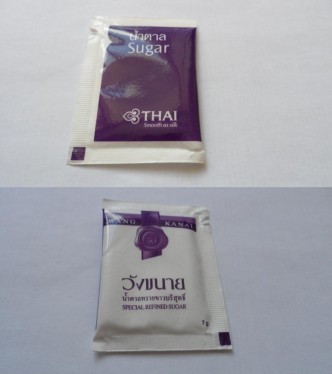 น้ำตาล
Sugar
THAI
Smooth as silk
WANG KANAI
วังขนาย
น้ำตาลทรายขาวบริสุทธิ์
SPECIAL REFINED SUGAR